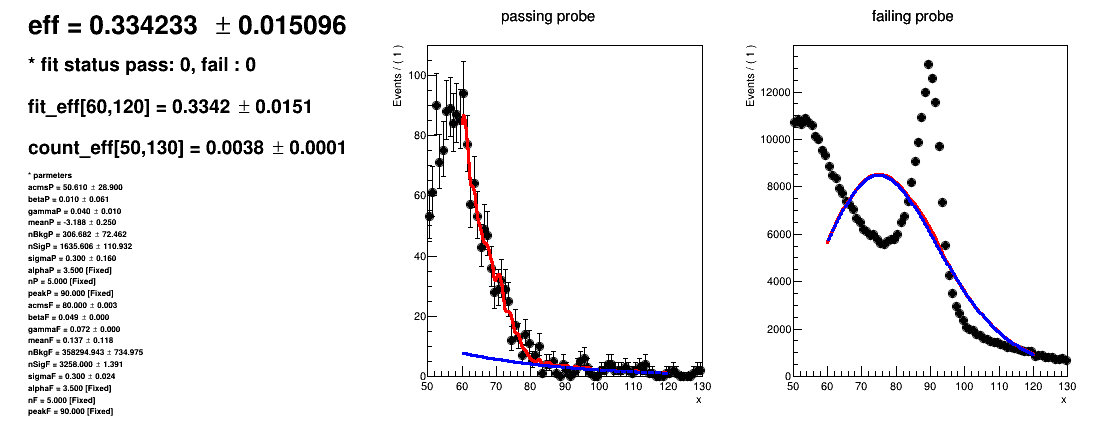 eff = 0.334233 ± 0.015096
* fit status pass: 0, fail : 0
fit_eff[60,120] = 0.3342 ± 0.0151
count_eff[50,130] = 0.0038 ± 0.0001
* parmeters
acmsP = 50.610 ± 28.900
betaP = 0.010 ± 0.061
gammaP = 0.040 ± 0.010
meanP = -3.188 ± 0.250
nBkgP = 306.682 ± 72.462
nSigP = 1635.606 ± 110.932
sigmaP = 0.300 ± 0.160
alphaP = 3.500 [Fixed]
nP = 5.000 [Fixed]
peakP = 90.000 [Fixed]
acmsF = 80.000 ± 0.003
betaF = 0.049 ± 0.000
gammaF = 0.072 ± 0.000
meanF = 0.137 ± 0.118
nBkgF = 358294.943 ± 734.975
nSigF = 3258.000 ± 1.391
sigmaF = 0.300 ± 0.024
alphaF = 3.500 [Fixed]
nF = 5.000 [Fixed]
peakF = 90.000 [Fixed]
passing probe
Events / ( 1 )
100
80
60
40
20
0
50 60 70 80 90 100 110 120 130
x
failing probe
Events / ( 1 )
12000
10000
8000
6000
4000
2000
0
50 60 70 80 90 100 110 120 130
x